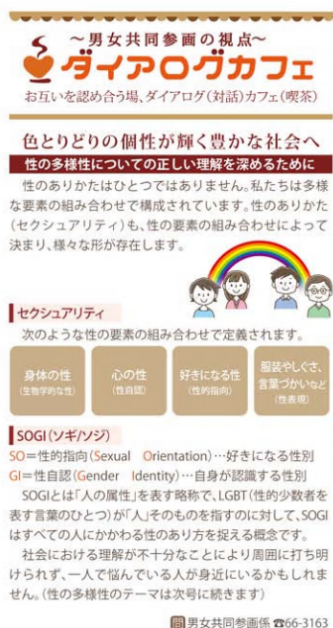 ～男女共同参画の視点～
ダイアログカフェ
お互いを認め合う場、ダイアログ(対話)カフェ(喫茶)
色とりどりの個性が輝く豊かな社会へ
性の多様性についての正しい理解を深めるために
性のありかたはひとつではありません。私たちは多様
な要素の組み合わせで構成されています。性のありかた
(セクシュアリティ)も、性の要素の組み合わせによって
決まり、様々な形が存在します。
セクシュアリティ
次のような性の要素の組み合わせで定義されます。
身体の性
(生物学的な性)
心の性
(性自認)
好きになる性
(性的指向)
服装やしぐさ、
言葉づかいなど
(性表現)
SOGI(ソギ/ソジ)
SO=性的指向(Sexual Orientation)…好きになる性別
GI=性自認(Gender Identity)…自身が認識する性別
SOGIとは「人の属性」を表す略称で、LGBT(性的少数者を
表す言葉のひとつ)が「人」そのものを指すのに対して、SOGI
はすべての人にかかわる性のあり方を捉える概念です。
社会における理解が不十分なことにより周囲に打ち明
けられず、一人で悩んでいる人が身近にいるかもしれま
せん。(性の多様性のテーマは次号に続きます)
問男女共同参画係 ☎66-3163